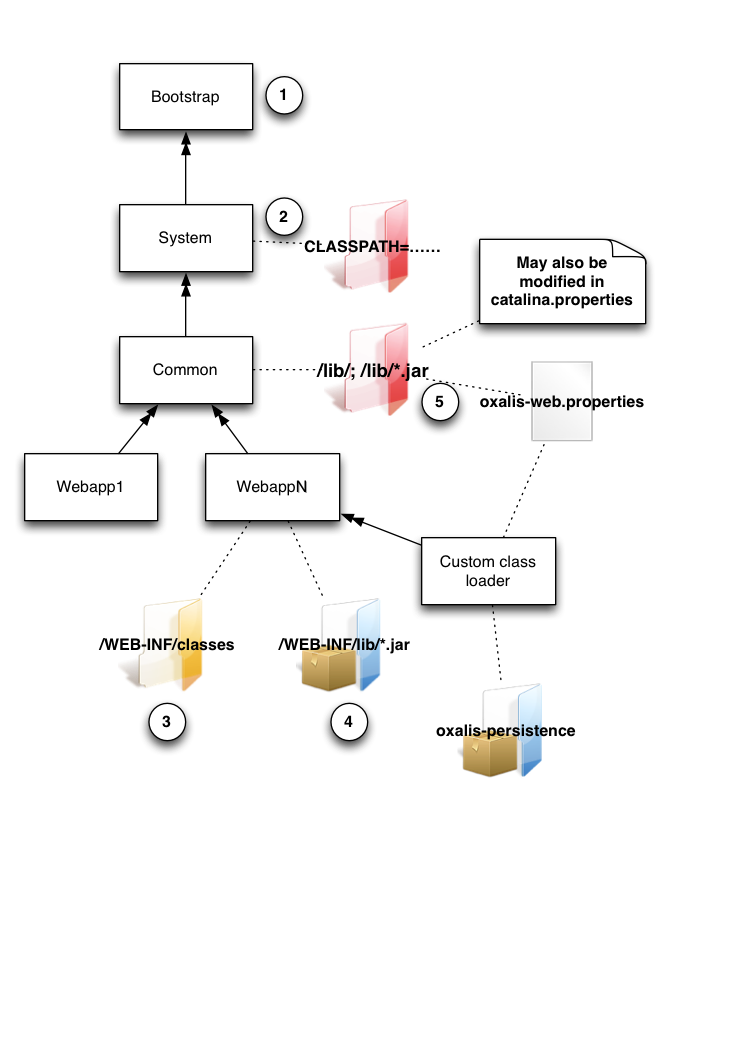 Bootstrap
1
System
2
CLASSPATH=......
May also be
modified in
catalina.properties
Common
/lib/; /lib/*.jar
5
oxalis-web.properties
Webapp1
WebappN
Custom class
loader
/WEB-INF/classes
/WEB-INF/lib/*.jar
3
4
oxalis-persistence